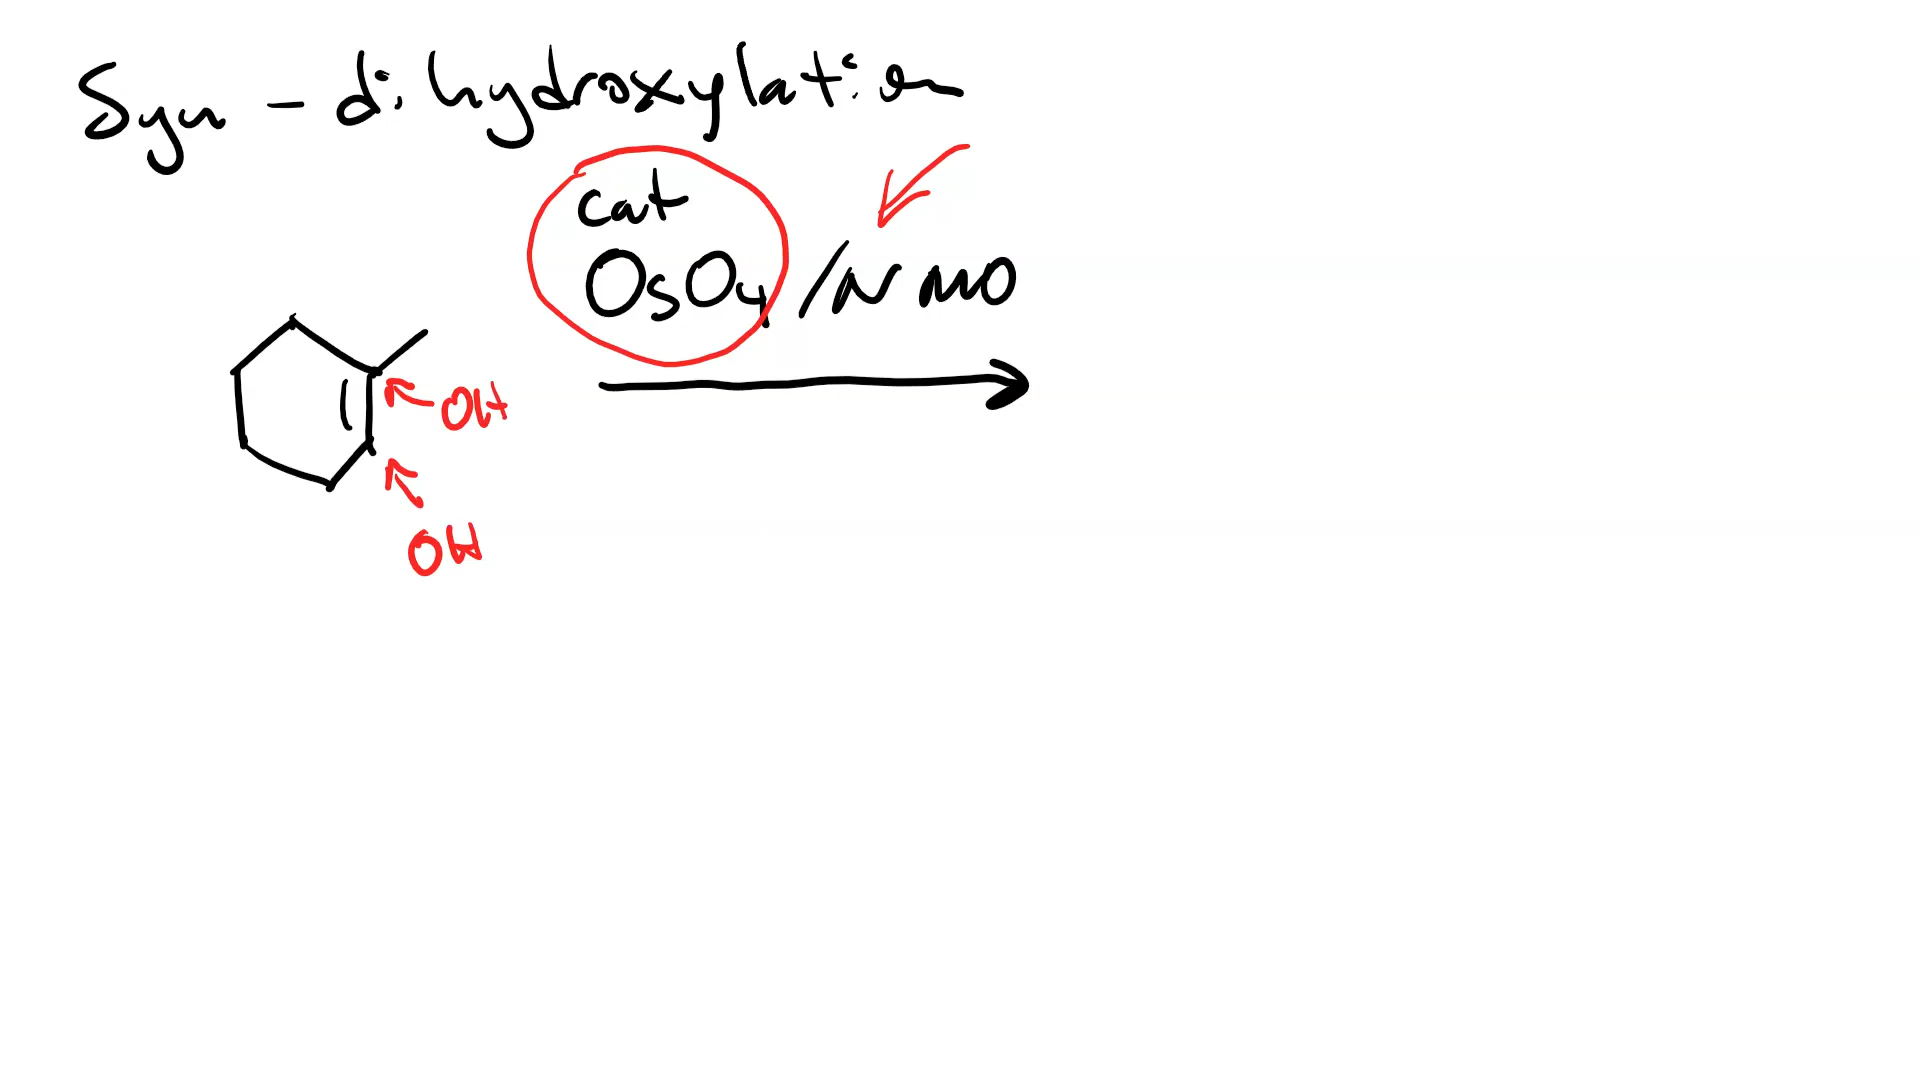 Syn - dihydroxylation
cat
OsO4 / NMO
OH
OH